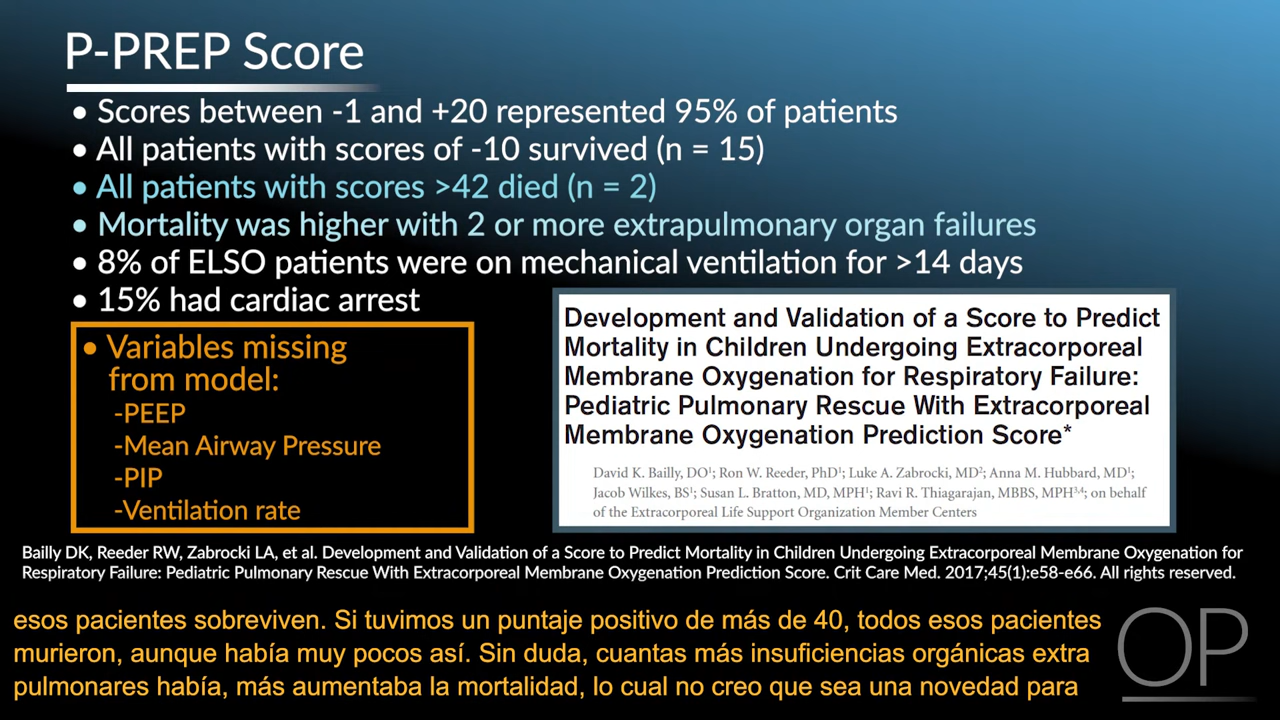 P-PREP Score
• Scores between -1 and +20 represented 95% of patients
• All patients with scores of -10 survived (n = 15)
• All patients with scores >42 died (n = 2)
• Mortality was higher with 2 or more extrapulmonary organ failures
• 8% of ELSO patients were on mechanical ventilation for >14 days
• 15% had cardiac arrest
• Variables missing
from model:
-PEEP
-Mean Airway Pressure
-PIP
-Ventilation rate
Development and Validation of a Score to Predict
Mortality in Children Undergoing Extracorporeal
Membrane Oxygenation for Respiratory Failure:
Pediatric Pulmonary Rescue With Extracorporeal
Membrane Oxygenation Prediction Score*
David K. Bailly, DO¹; Ron W. Reeder, PhD¹; Luke A. Zabrocki, MD²; Anna M. Hubbard, MD¹;
Jacob Wilkes, BS¹; Susan L. Bratton, MD, MPH¹; Ravi R. Thiagarajan, MBBS, MPH³,⁴; on behalf
of the Extracorporeal Life Support Organization Member Centers
Bailly DK, Reeder RW, Zabrocki LA, et al. Development and Validation of a Score to Predict Mortality in Children Undergoing Extracorporeal Membrane Oxygenation for
Respiratory Failure: Pediatric Pulmonary Rescue With Extracorporeal Membrane Oxygenation Prediction Score. Crit Care Med. 2017;45(1):e58-e66. All rights reserved.
esos pacientes sobreviven. Si tuvimos un puntaje positivo de más de 40, todos esos pacientes
murieron, aunque había muy pocos así. Sin duda, cuantas más insuficiencias orgánicas extra
pulmonares había, más aumentaba la mortalidad, lo cual no creo que sea una novedad para
OP